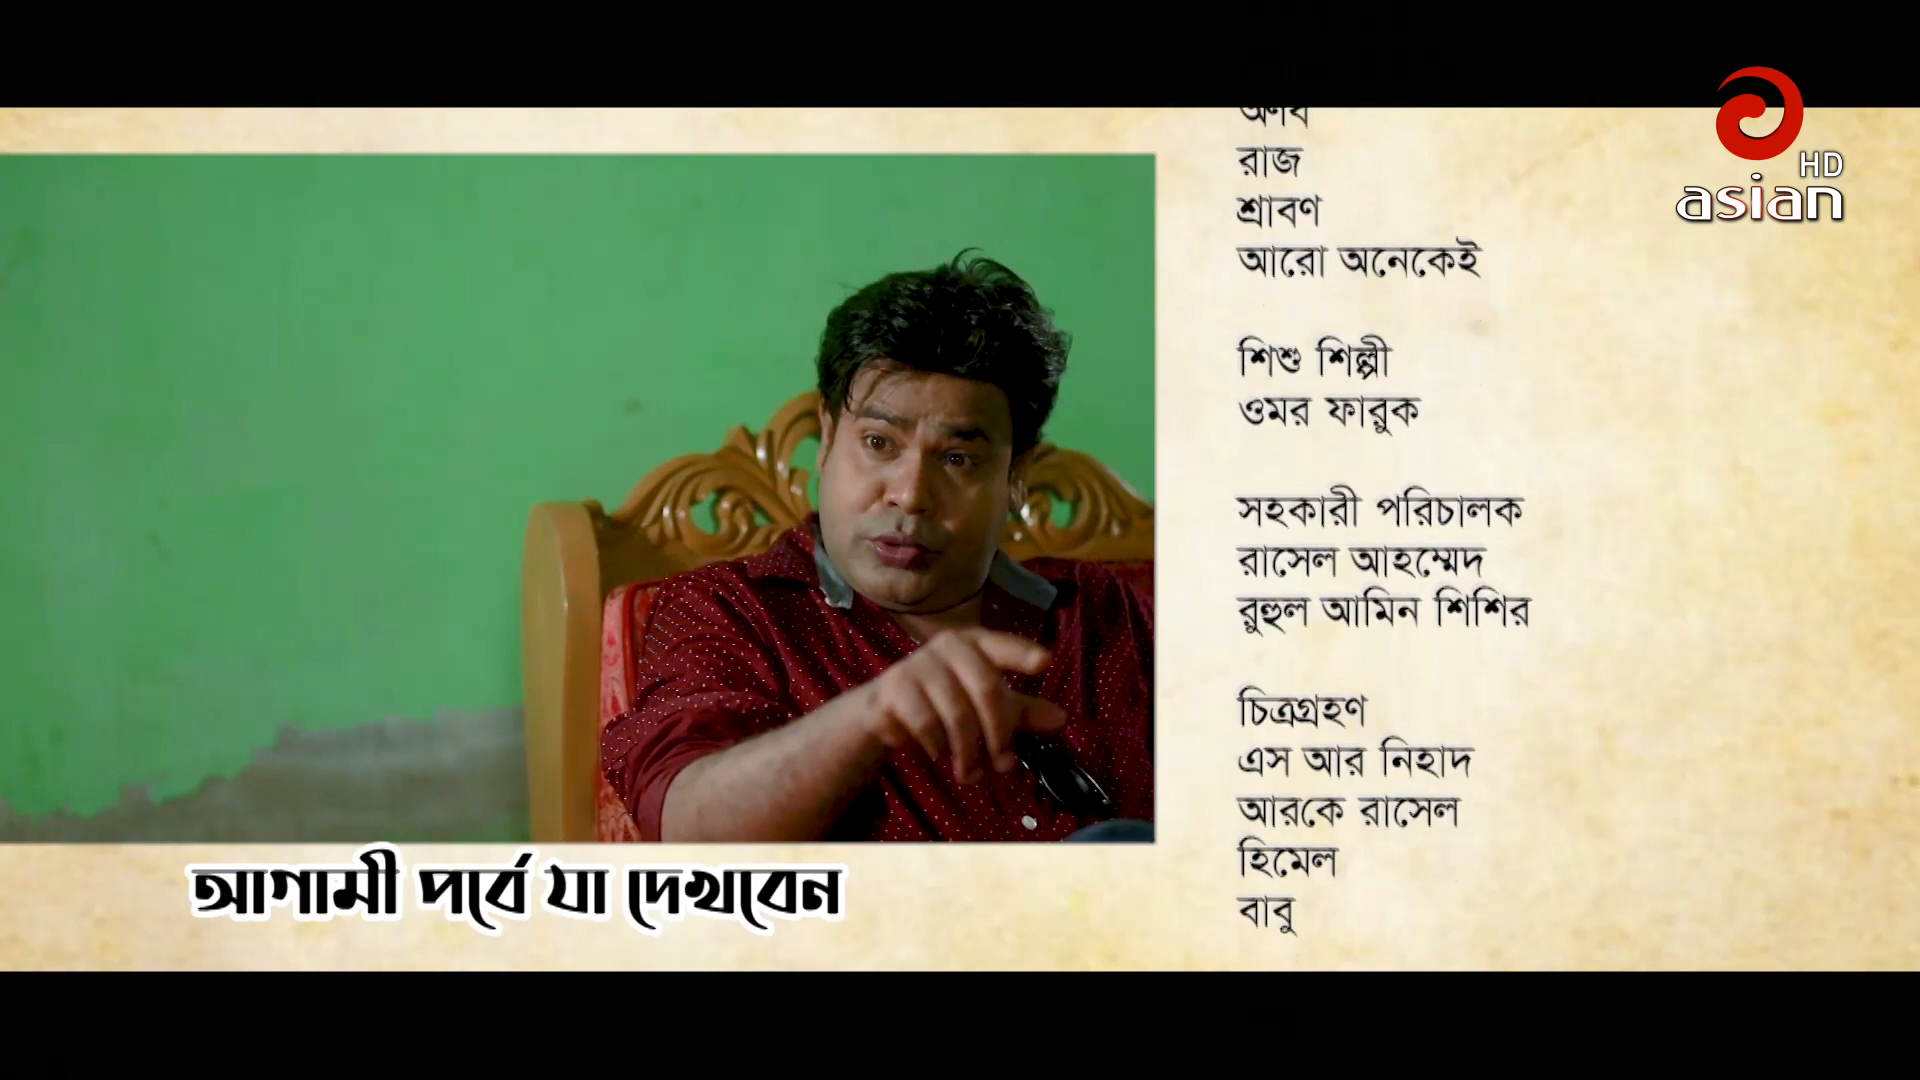 রাজ
শ্রাবণ
আরো অনেকেই
শিশু শিল্পী
ওমর ফারুক
সহকারী পরিচালক
রাসেল আহম্মেদ
রুহুল আমিন শিশির
চিত্রগ্রহণ
এস আর নিহাদ
আরকে রাসেল
হিমেল
বাবু
আগামী পর্বে যা দেখবেন
HD
asian